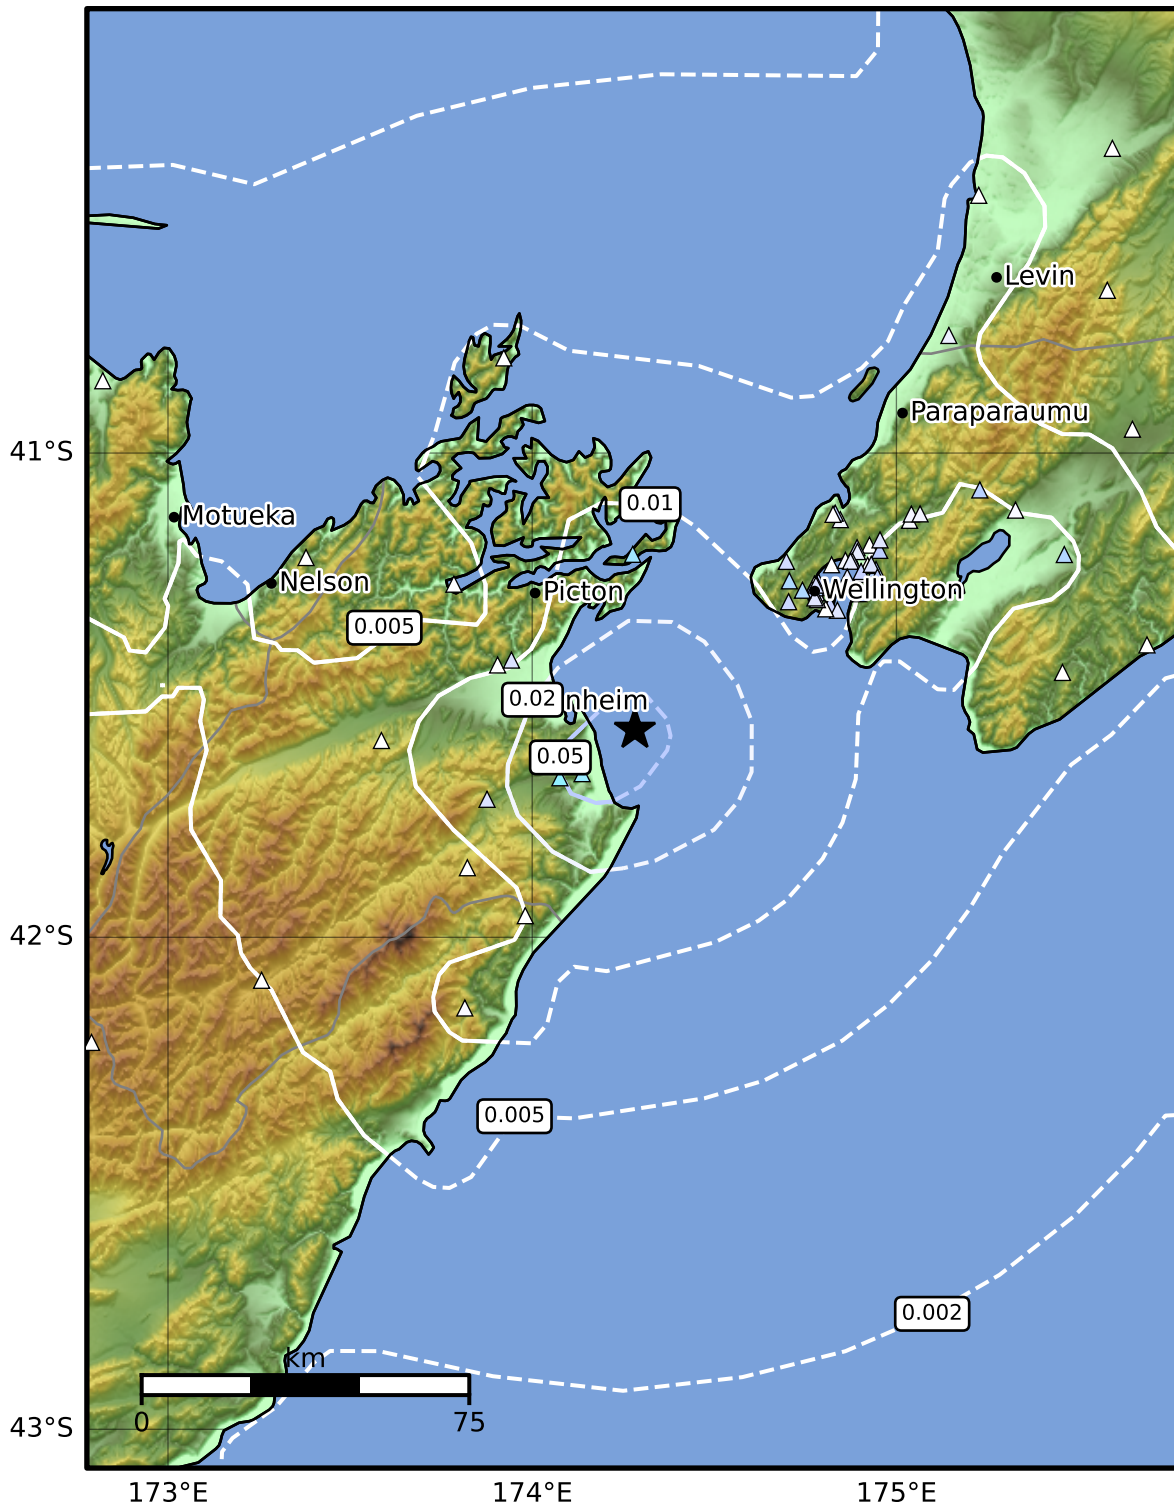 Levin
Paraparaumu
41°S
0.01
Motueka
Nelson
Picton
Wellington
0.005
0.02
nheim
0.05
42°S
0.005
0.002
km
0
75
43°S
173°E
174°E
175°E